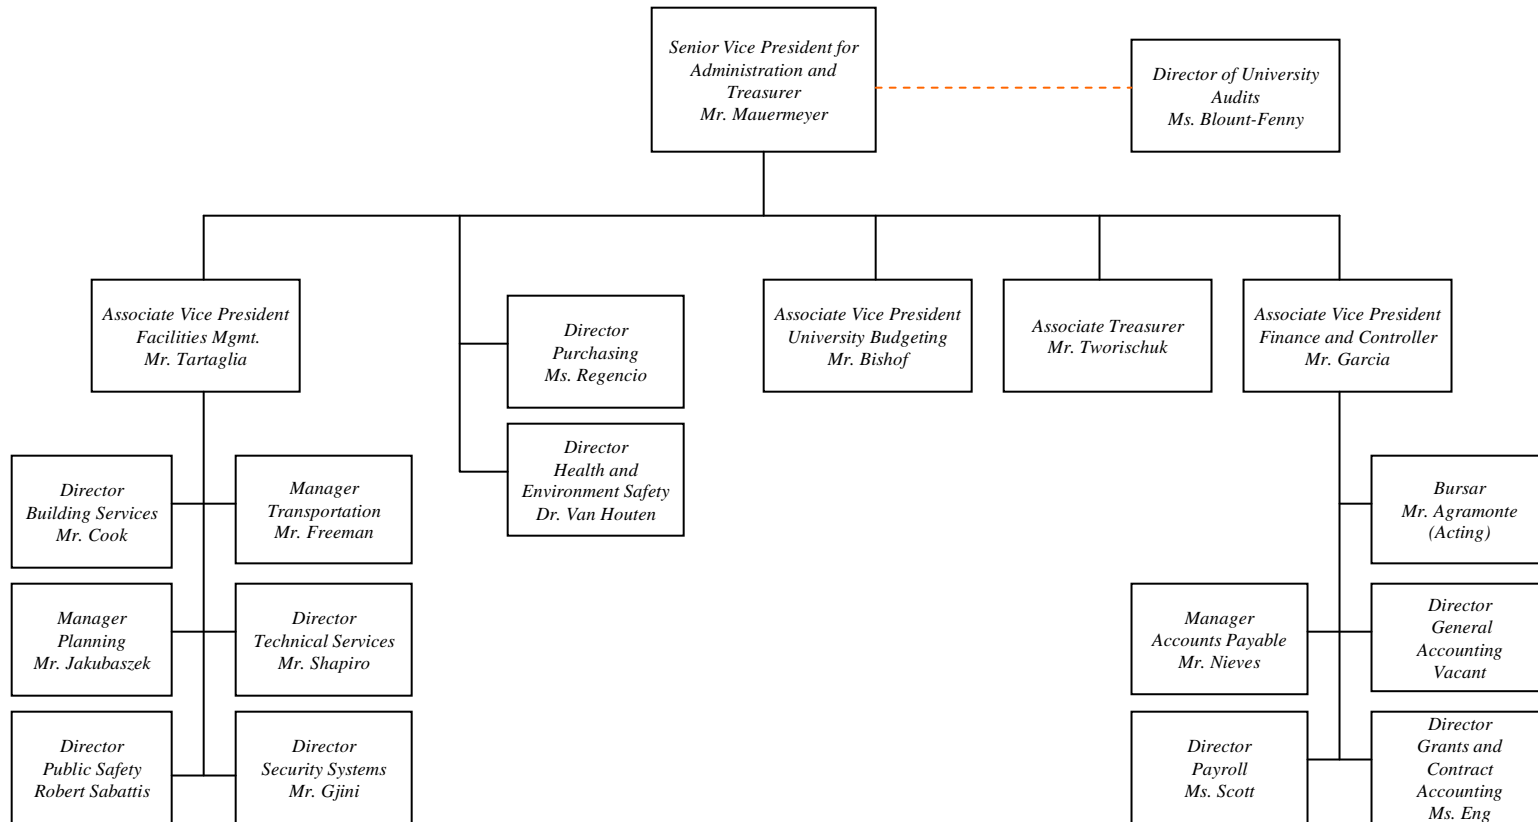 Senior Vice President for
Administration and
Treasurer
Mr. Mauermeyer
Director of University
Audits
Ms. Blount-Fenny
Associate Vice President
Facilities Mgmt.
Mr. Tartaglia
Director
Purchasing
Ms. Regencio
Director
Health and
Environment Safety
Dr. Van Houten
Associate Vice President
University Budgeting
Mr. Bishof
Associate Treasurer
Mr. Tworischuk
Associate Vice President
Finance and Controller
Mr. Garcia
Director
Building Services
Mr. Cook
Manager
Transportation
Mr. Freeman
Manager
Planning
Mr. Jakubaszek
Director
Technical Services
Mr. Shapiro
Director
Public Safety
Robert Sabattis
Director
Security Systems
Mr. Gjini
Bursar
Mr. Agramonte
(Acting)
Manager
Accounts Payable
Mr. Nieves
Director
General
Accounting
Vacant
Director
Payroll
Ms. Scott
Director
Grants and
Contract
Accounting
Ms. Eng